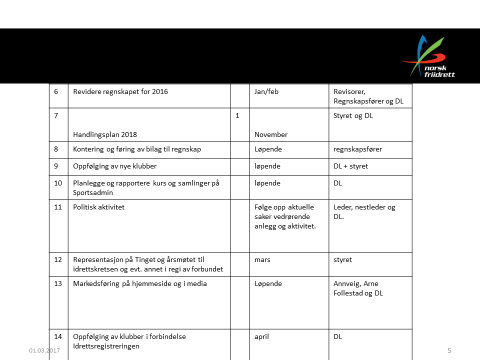 norsk
friidrett
6 Revidere regnskapet for 2016 Jan/feb Revisorer,
Regnskapsfører og DL
7 1 Styret og DL
Handlingsplan 2018 November
8 Kontering og føring av bilag til regnskap Løpende regnskapsfører
9 Oppfølging av nye klubber løpende DL + styret
10 Planlegge og rapportere kurs og samlinger på løpende DL
Sportsadmin
11 Politisk aktivitet Følge opp aktuelle Leder, nestleder og
saker vedrørende DL.
anlegg og aktivitet.
12 Representasjon på Tinget og årsmøtet til mars styret
idrettskretsen og evt. annet i regi av forbundet
13 Markedsføring på hjemmeside og i media Løpende Annveig, Arne
Follestad og DL
14 Oppfølging av klubber i forbindelse april DL
Idrettsregistreringen
01.03.2017 5